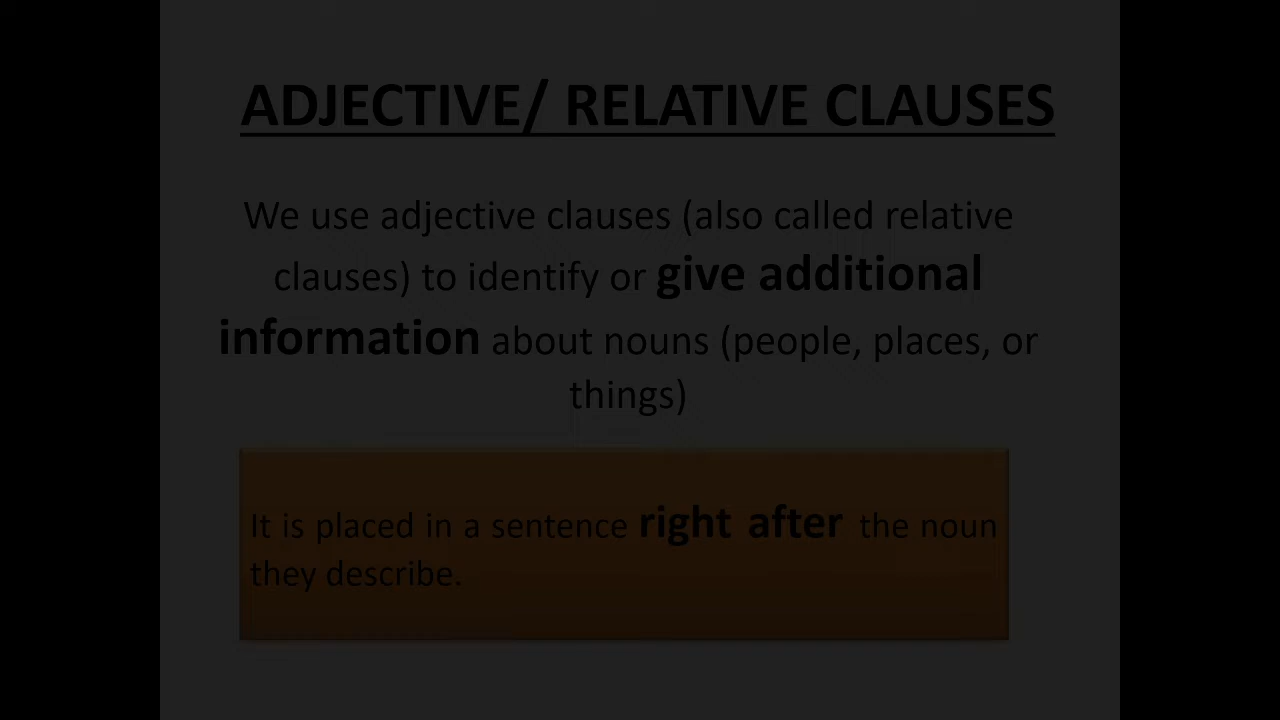 ADJECTIVE/ RELATIVE CLAUSES
We use adjective clauses (also called relative
clauses) to identify or give additional
information about nouns (people, places, or
things)
It is placed in a sentence right after the noun
they describe.